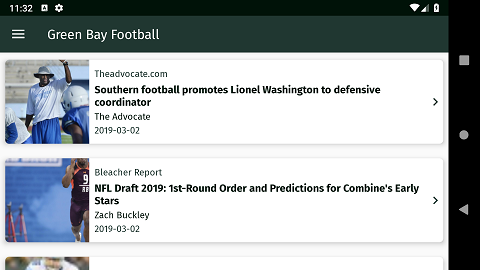 11:32
Green Bay Football
Theadvocate.com
Southern football promotes Lionel Washington to defensive
coordinator
The Advocate
2019-03-02
Bleacher Report
NFL Draft 2019: 1st-Round Order and Predictions for Combine's Early
Stars
Zach Buckley
2019-03-02